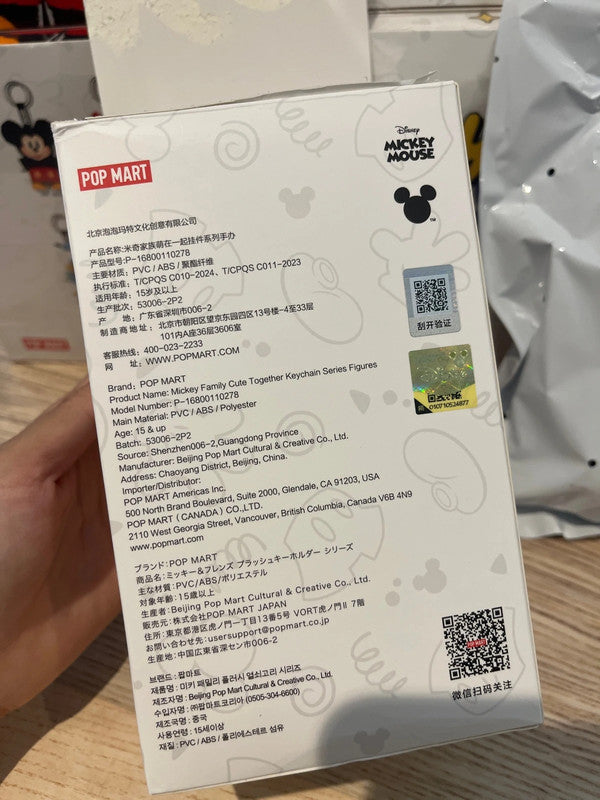 Disney
MICKEY
MOUSE
TM
POP MART
北京泡泡玛特文化创意有限公司
产品名称:米奇家族萌在一起挂件系列手办
产品型号:P-16800110278
主要材质: PVC / ABS / 聚酯纤维
执行标准: T/CPQS C010-2024、T/CPQS C011-2023
适用年龄: 15岁及以上
生产批次: 53006-2P2
产 地: 广东省深圳市006-2
制造商地址: 北京市朝阳区望京东园四区13号楼-4至33层
101内A座36层3606室
客服热线: 400-023-2233
网 址: WWW.POPMART.COM
刮开验证
010710524877
Brand: POP MART
Product Name: Mickey Family Cute Together Keychain Series Figures
Model Number: P-16800110278
Main Material: PVC / ABS / Polyester
Age: 15 & up
Batch: 53006-2P2
Source: Shenzhen006-2,Guangdong Province
Manufacturer: Beijing Pop Mart Cultural & Creative Co., Ltd.
Address: Chaoyang District, Beijing, China.
Importer/Distributor:
POP MART Americas Inc.
500 North Brand Boulevard, Suite 2000, Glendale, CA 91203, USA
POP MART (CANADA) CO.,LTD.
2110 West Georgia Street, Vancouver, British Columbia, Canada V6B 4N9
www.popmart.com
ブランド: POP MART
商品名: ミッキー&フレンズ プラッシュキーホルダー シリーズ
主な材質: PVC/ABS/ポリエステル
対象年齢: 15歳以上
生産者: Beijing Pop Mart Cultural & Creative Co., Ltd.
販売元: 株式会社POP MART JAPAN
住所: 東京都港区虎ノ門一丁目13番5号 VORT虎ノ門II 7階
お問い合わせ先: usersupport@popmart.co.jp
生産地: 中国広東省深セン市006-2
브랜드 : 팝마트
제품명 : 미키 패밀리 플러시 열쇠고리 시리즈
제조자명 : Beijing Pop Mart Cultural & Creative Co., Ltd.
수입자명 : ㈜팝마트코리아 (0505-304-6600)
제조국명 : 중국
사용연령 : 15세이상
재질 : PVC / ABS / 폴리에스테르 섬유
POP MART
微信扫码关注
POP MART